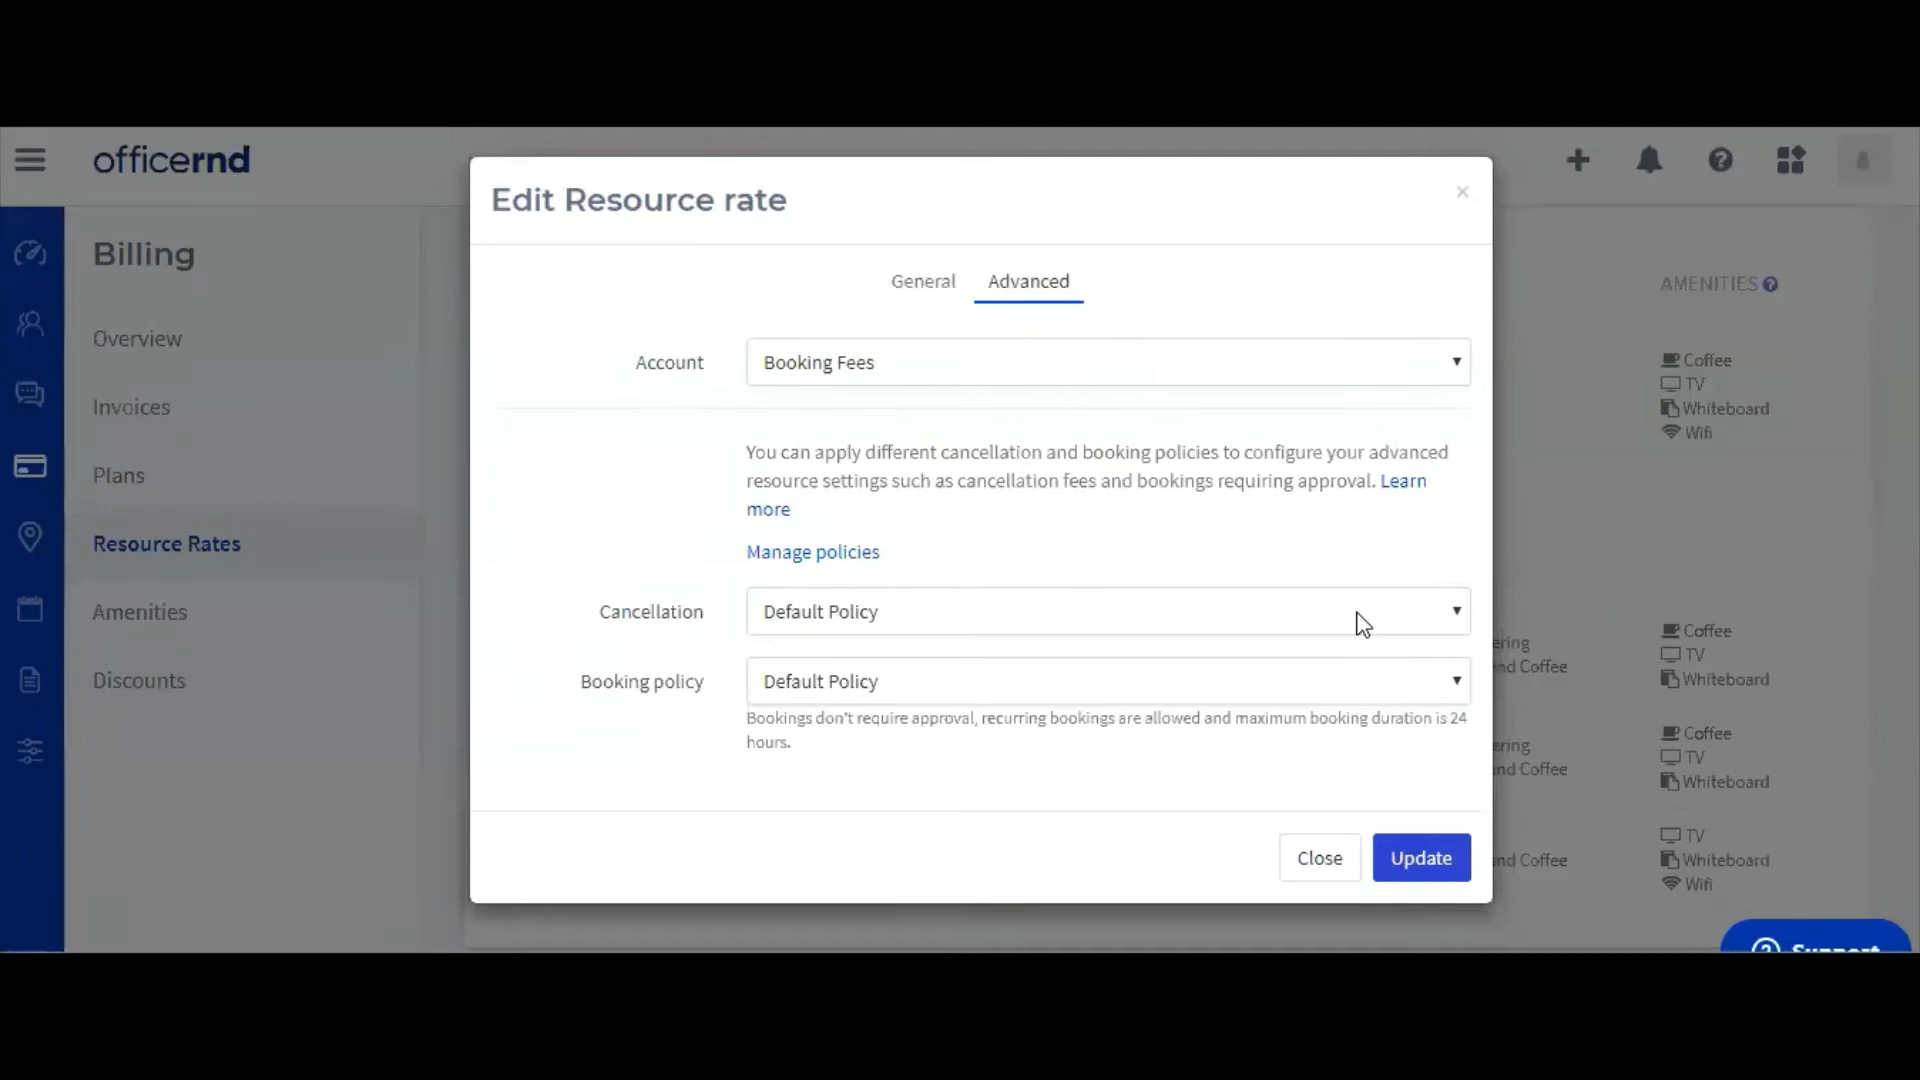 officernd
Edit Resource rate
×
Billing
General
Advanced
AMENITIES
Overview
Account
Booking Fees
Coffee
TV
Whiteboard
Wifi
Invoices
You can apply different cancellation and booking policies to configure your advanced
resource settings such as cancellation fees and bookings requiring approval. Learn
more
Plans
Resource Rates
Manage policies
Amenities
Cancellation
Default Policy
ering
nd Coffee
Coffee
TV
Whiteboard
Discounts
Booking policy
Default Policy
Bookings don't require approval, recurring bookings are allowed and maximum booking duration is 24
hours.
ering
nd Coffee
Coffee
TV
Whiteboard
Close
Update
nd Coffee
TV
Whiteboard
Wifi
Support